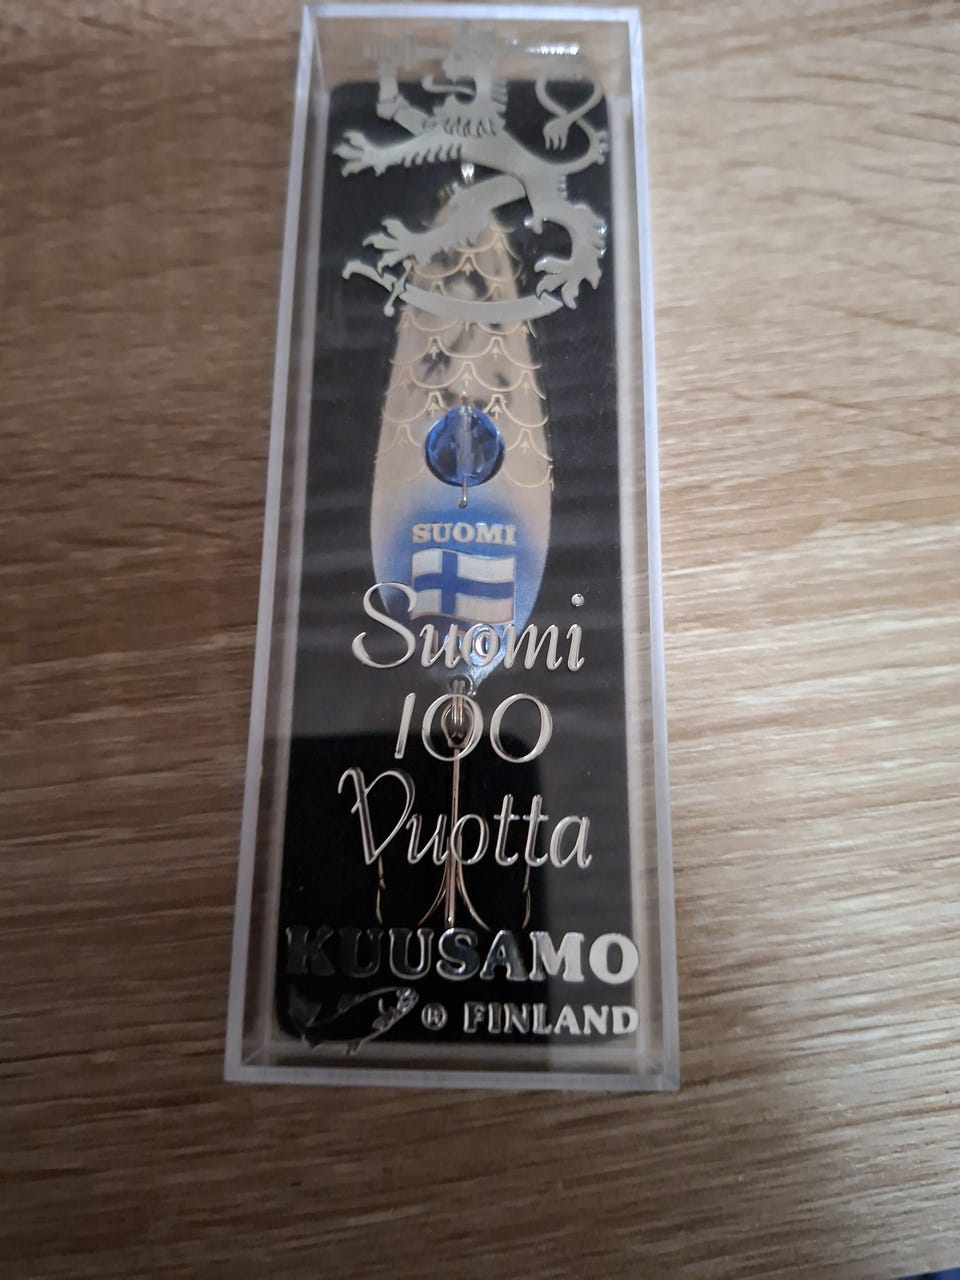 SUOMI
Suomi
100
Vuotta
KUUSAMO
® FINLAND